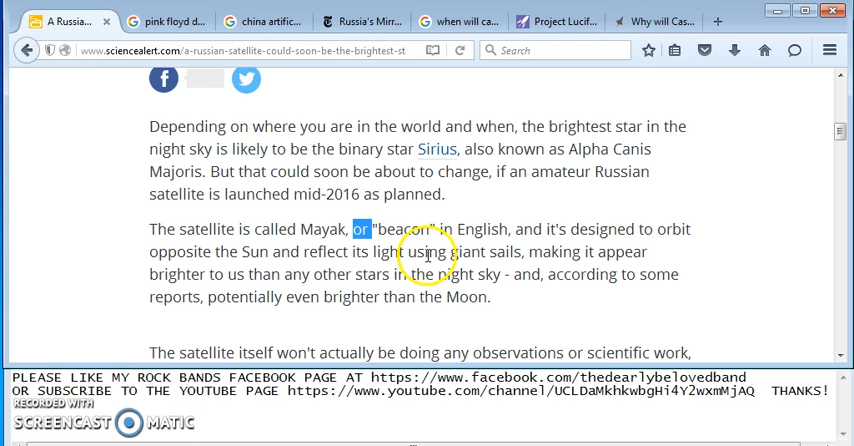 A Russia...
pink floyd d...
china artific...
Russia's Mirr...
when will ca...
Project Lucif...
Why will Cas...
www.sciencealert.com/a-russian-satellite-could-soon-be-the-brightest-st
Search
Depending on where you are in the world and when, the brightest star in the
night sky is likely to be the binary star Sirius, also known as Alpha Canis
Majoris. But that could soon be about to change, if an amateur Russian
satellite is launched mid-2016 as planned.
The satellite is called Mayak, or "beacon" in English, and it's designed to orbit
opposite the Sun and reflect its light using giant sails, making it appear
brighter to us than any other stars in the night sky - and, according to some
reports, potentially even brighter than the Moon.
The satellite itself won't actually be doing any observations or scientific work,
PLEASE LIKE MY ROCK BANDS FACEBOOK PAGE AT https://www.facebook.com/thedearlybelovedband
OR SUBSCRIBE TO THE YOUTUBE PAGE https://www.youtube.com/channel/UCLDaMkhkwbgHi4Y2wxmMjAQ THANKS!
RECORDED WITH
SCREENCAST MATIC